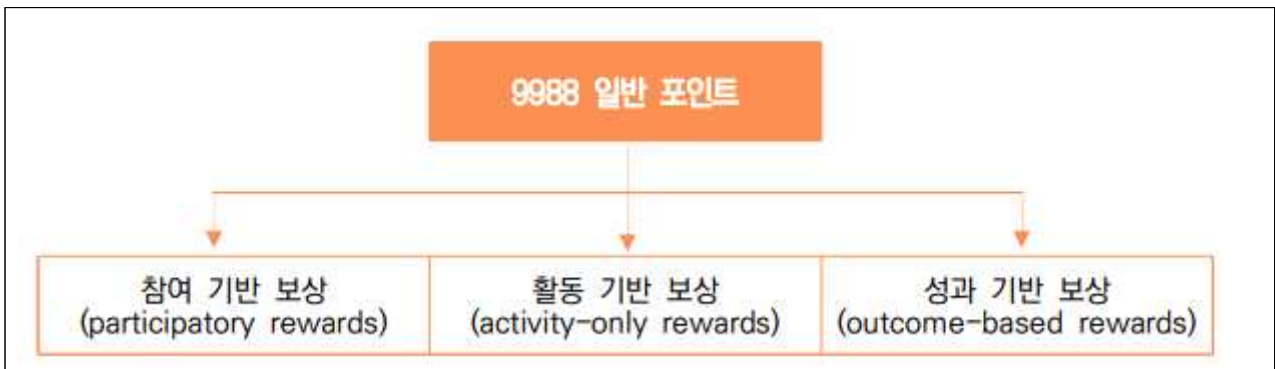 9988 일반 포인트
참여 기반 보상
(participatory rewards)
활동 기반 보상
(activity-only rewards)
성과 기반 보상
(outcome-based rewards)